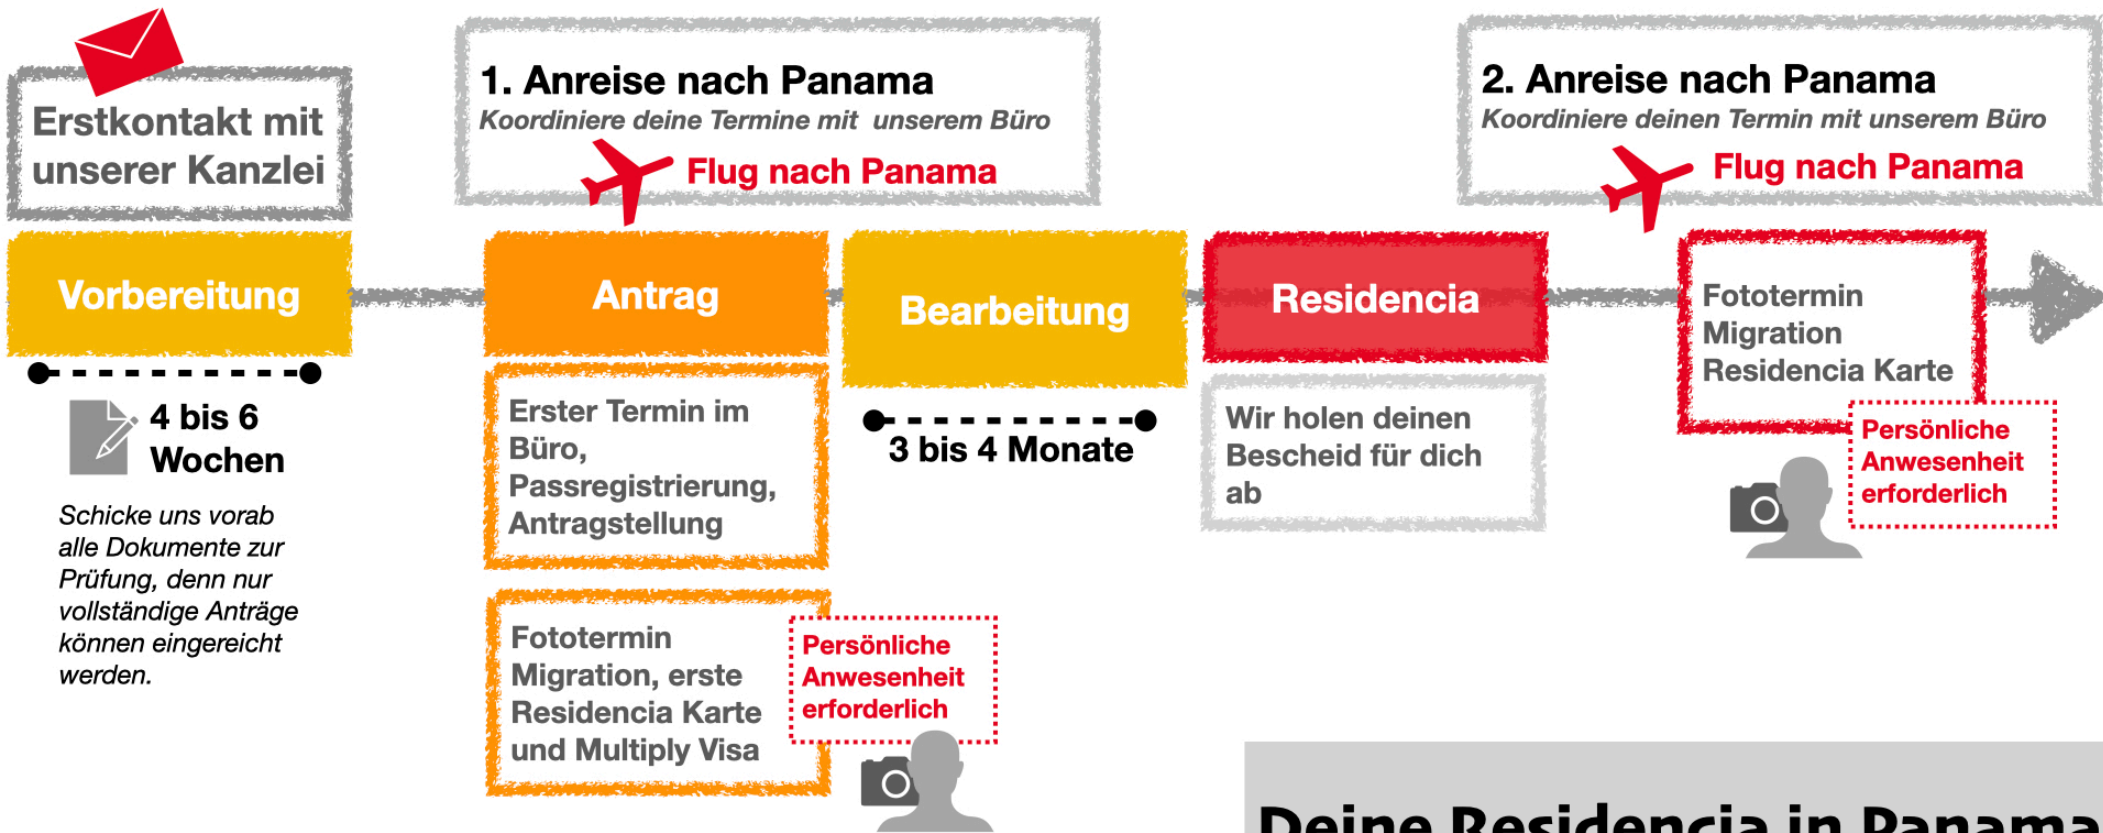 Erstkontakt mit
unserer Kanzlei
1. Anreise nach Panama
Koordiniere deine Termine mit unserem Büro
Flug nach Panama
2. Anreise nach Panama
Koordiniere deinen Termin mit unserem Büro
Flug nach Panama
Vorbereitung
Antrag
Bearbeitung
Residencia
Fototermin
Migration
Residencia Karte
Persönliche
Anwesenheit
erforderlich
4 bis 6
Wochen
Schicke uns vorab
alle Dokumente zur
Prüfung, denn nur
vollständige Anträge
können eingereicht
werden.
Erster Termin im
Büro,
Passregistrierung,
Antragstellung
3 bis 4 Monate
Wir holen deinen
Bescheid für dich
ab
Fototermin
Migration, erste
Residencia Karte
und Multiply Visa
Persönliche
Anwesenheit
erforderlich
Deine Residencia in Panama